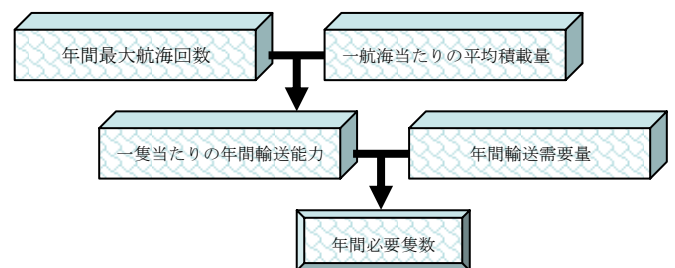 年間最大航海回数
一航海当たりの平均積載量
一隻当たりの年間輸送能力
年間輸送需要量
年間必要隻数